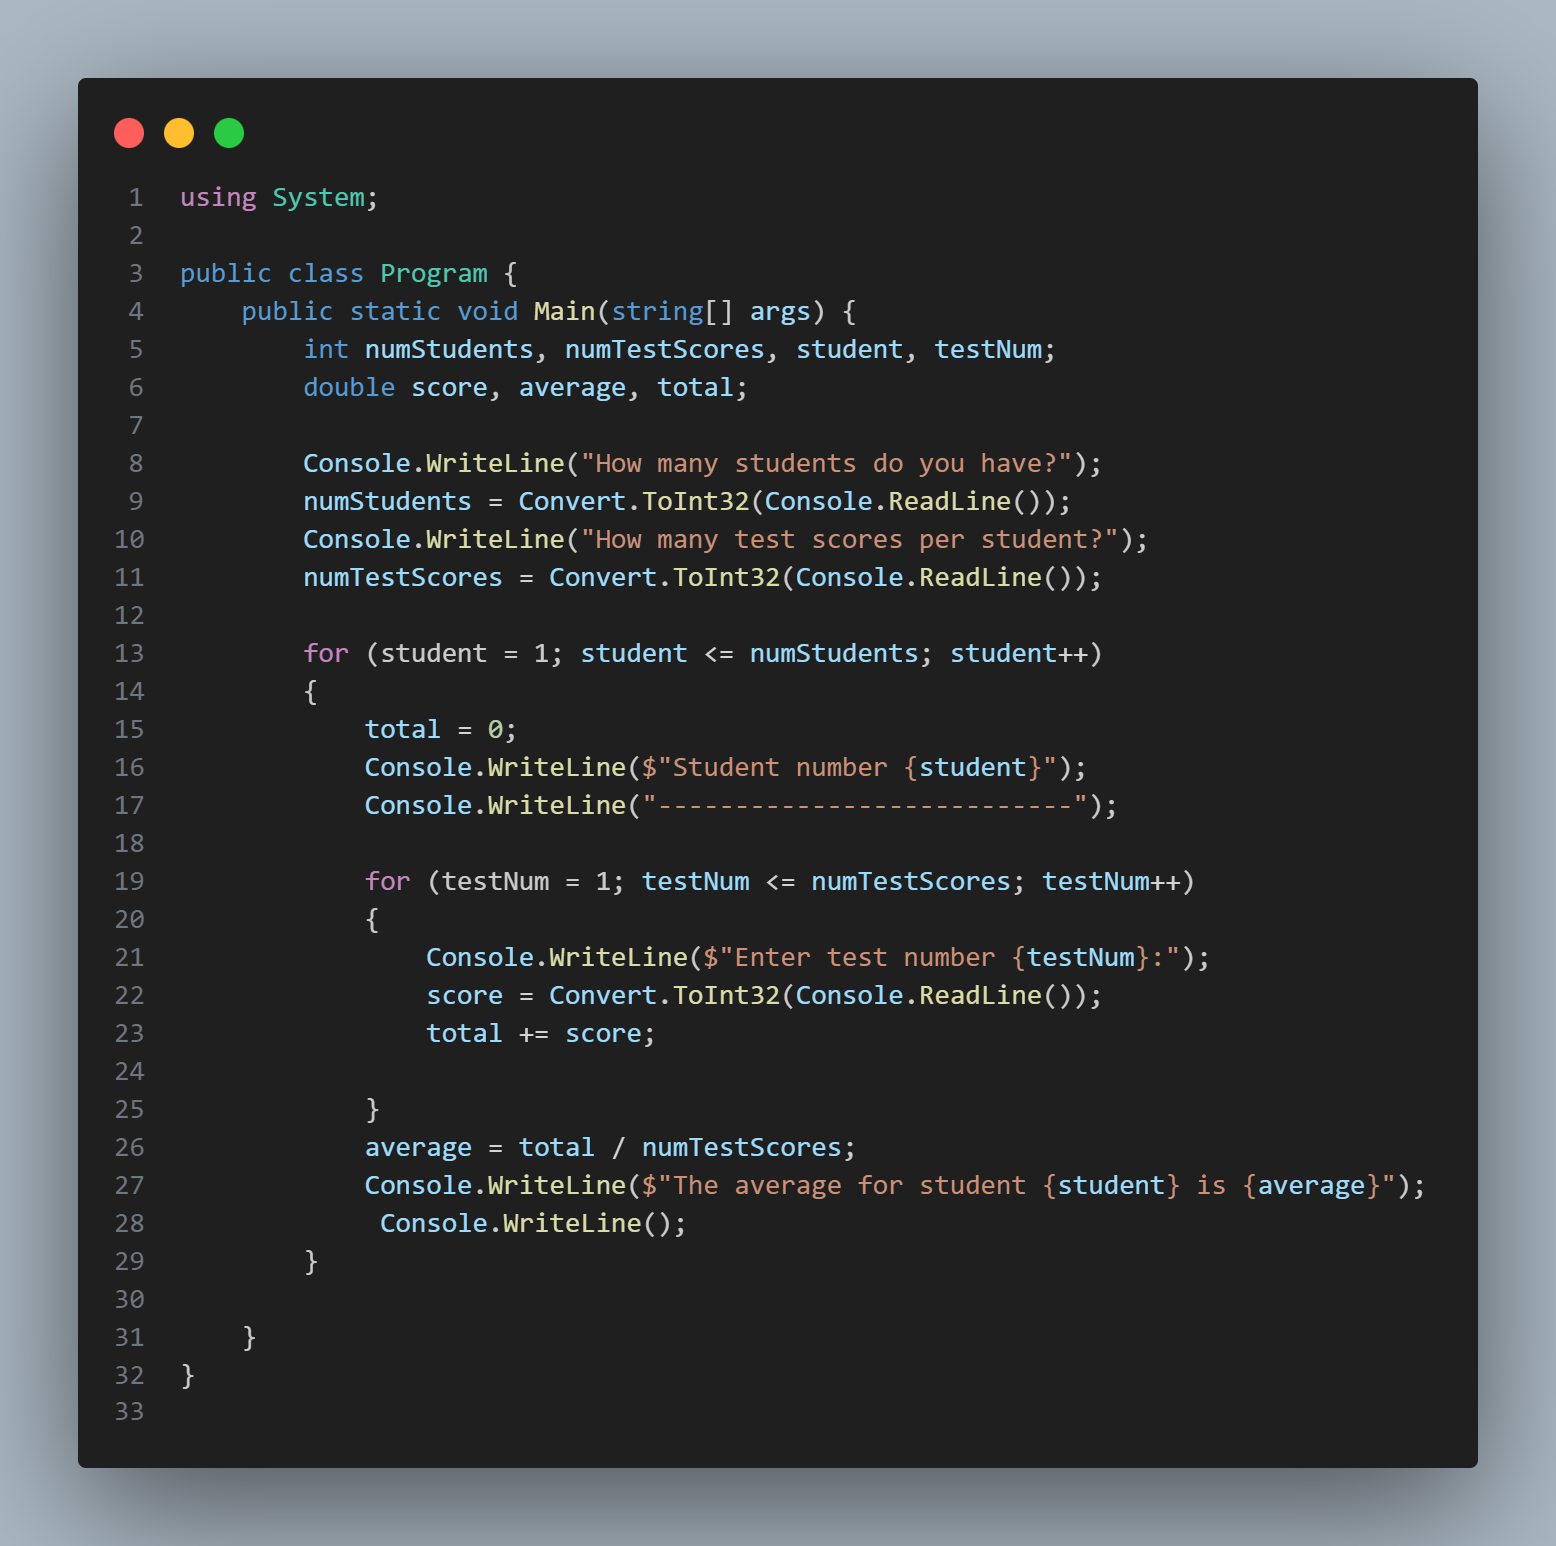 1 using System;
2
3 public class Program {
4     public static void Main(string[] args) {
5         int numStudents, numTestScores, student, testNum;
6         double score, average, total;
7
8         Console.WriteLine("How many students do you have?");
9         numStudents = Convert.ToInt32(Console.ReadLine());
10         Console.WriteLine("How many test scores per student?");
11         numTestScores = Convert.ToInt32(Console.ReadLine());
12
13         for (student = 1; student <= numStudents; student++)
14         {
15             total = 0;
16             Console.WriteLine($"Student number {student}");
17             Console.WriteLine("---------------------------");
18
19             for (testNum = 1; testNum <= numTestScores; testNum++)
20             {
21                 Console.WriteLine($"Enter test number {testNum}:");
22                 score = Convert.ToInt32(Console.ReadLine());
23                 total += score;
24
25             }
26             average = total / numTestScores;
27             Console.WriteLine($"The average for student {student} is {average}");
28              Console.WriteLine();
29         }
30
31     }
32 }
33